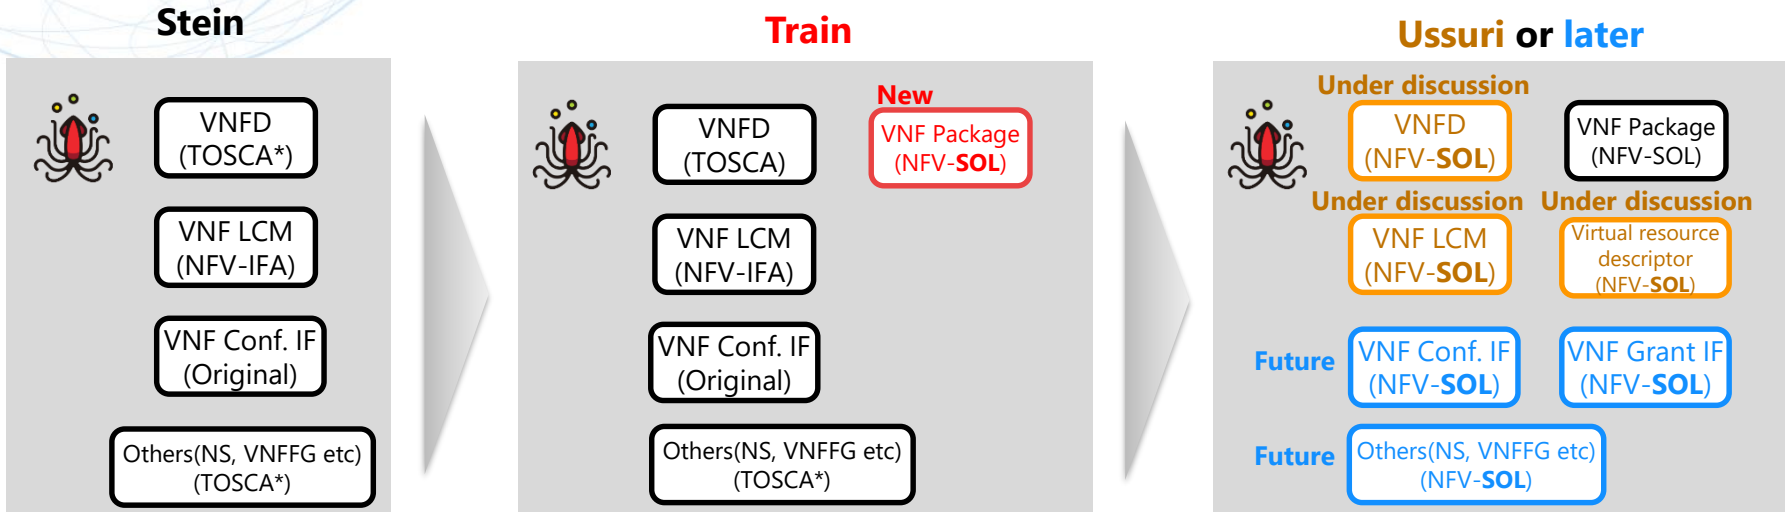 Stein
VNFD
(TOSCA*)
VNF LCM
(NFV-IFA)
VNF Conf. IF
(Original)
Others(NS, VNFFG etc)
(TOSCA*)
Train
New
VNFD
(TOSCA)
VNF Package
(NFV-SOL)
VNF LCM
(NFV-IFA)
VNF Conf. IF
(Original)
Others(NS, VNFFG etc)
(TOSCA*)
Ussuri or later
Under discussion
VNFD
(NFV-SOL)
VNF Package
(NFV-SOL)
Under discussion
VNF LCM
(NFV-SOL)
Under discussion
Virtual resource
descriptor
(NFV-SOL)
Future
VNF Conf. IF
(NFV-SOL)
VNF Grant IF
(NFV-SOL)
Future
Others(NS, VNFFG etc)
(NFV-SOL)